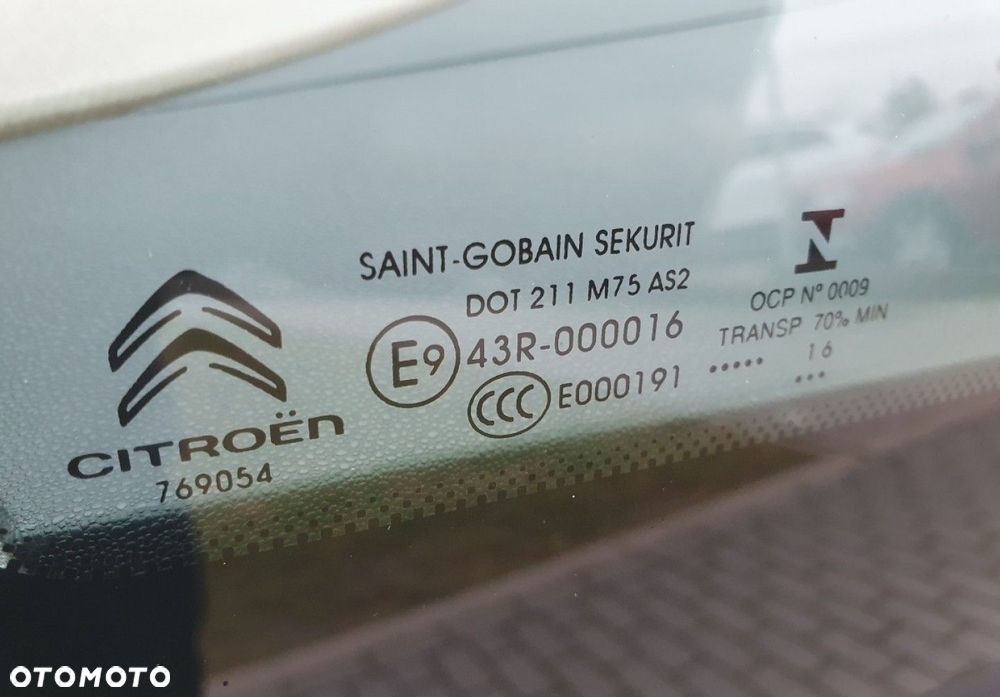 CITROËN
769054
SAINT-GOBAIN SEKURIT
DOT 211 M75 AS2
E9 43R-000016
CCC E000191
N
OCP Nº 0009
TRANSP 70% MIN
••••• 16
•••
OTOMOTO